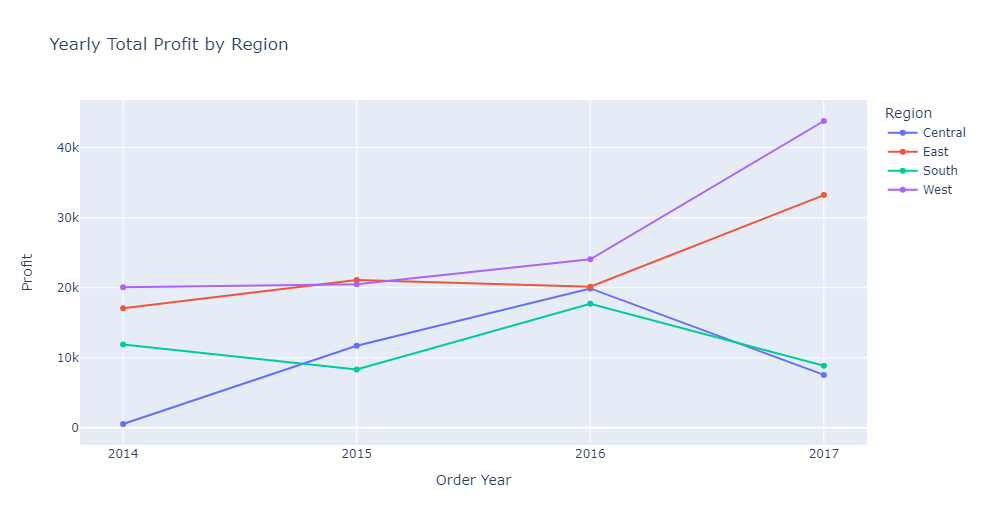 Yearly Total Profit by Region
Region
Central
East
South
West
Profit
40k
30k
20k
10k
0
2014
2015
2016
2017
Order Year